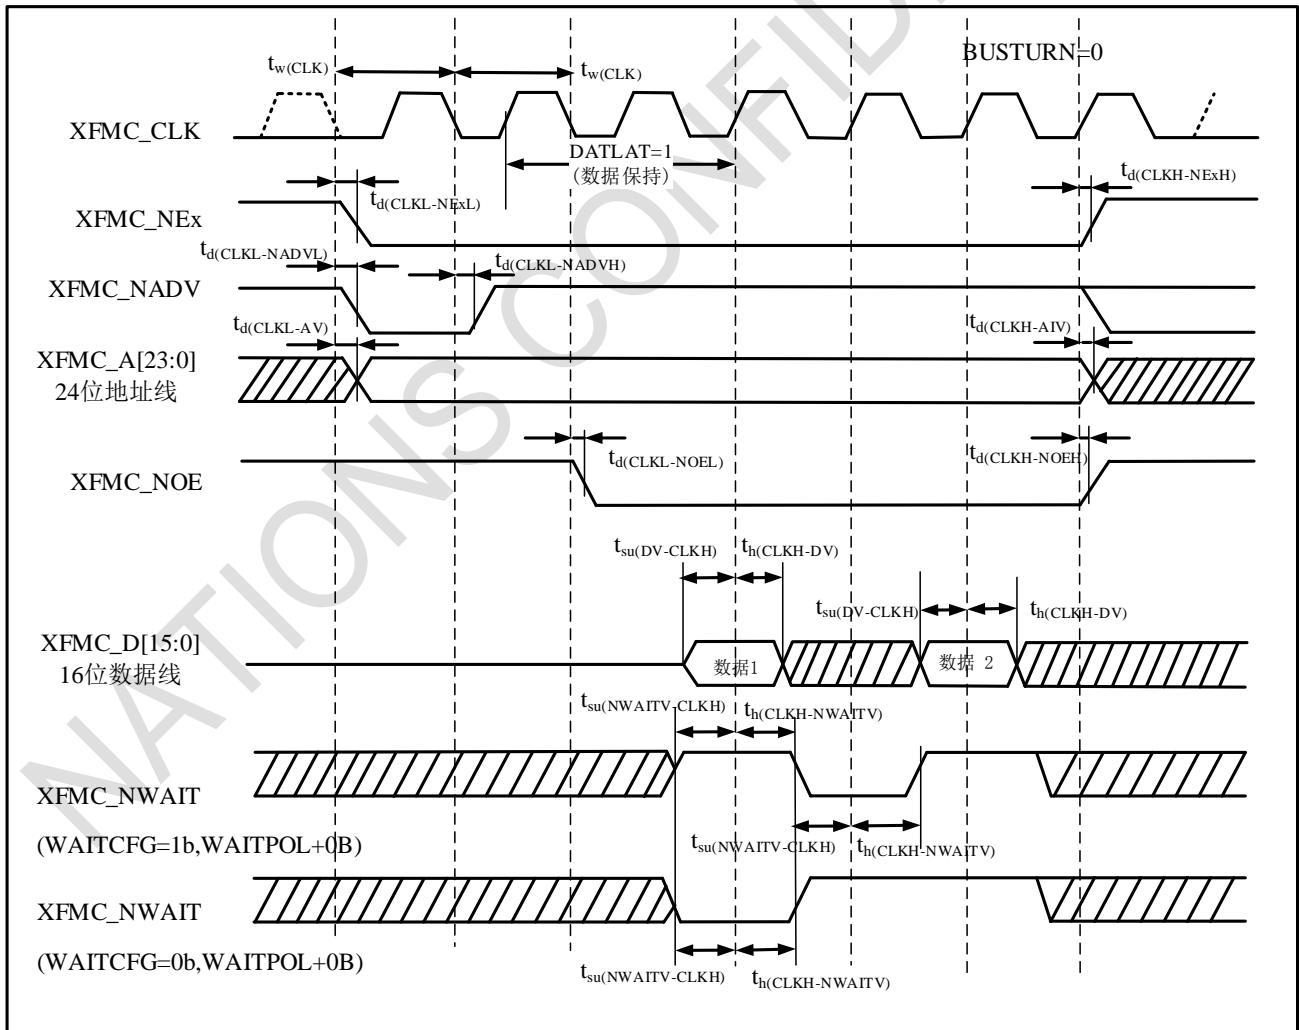 BUSTURN=0
tw(CLK)
tw(CLK)
XFMC_CLK
DATLAT=1
(数据保持)
td(CLKL-NExL)
td(CLKH-NExH)
XFMC_NEx
td(CLKL-NADVL)
td(CLKL-NADVH)
XFMC_NADV
td(CLKL-AV)
td(CLKH-AIV)
XFMC_A[23:0]
24位地址线
td(CLKL-NOEL)
td(CLKH-NOEH)
XFMC_NOE
tsu(DV-CLKH)
th(CLKH-DV)
tsu(DV-CLKH)
th(CLKH-DV)
XFMC_D[15:0]
16位数据线
数据1
数据 2
tsu(NWAITV-CLKH)
th(CLKH-NWAITV)
XFMC_NWAIT
(WAITCFG=1b,WAITPOL+0B)
tsu(NWAITV-CLKH)
th(CLKH-NWAITV)
XFMC_NWAIT
(WAITCFG=0b,WAITPOL+0B)
tsu(NWAITV-CLKH)
th(CLKH-NWAITV)
NATIONS CONFID